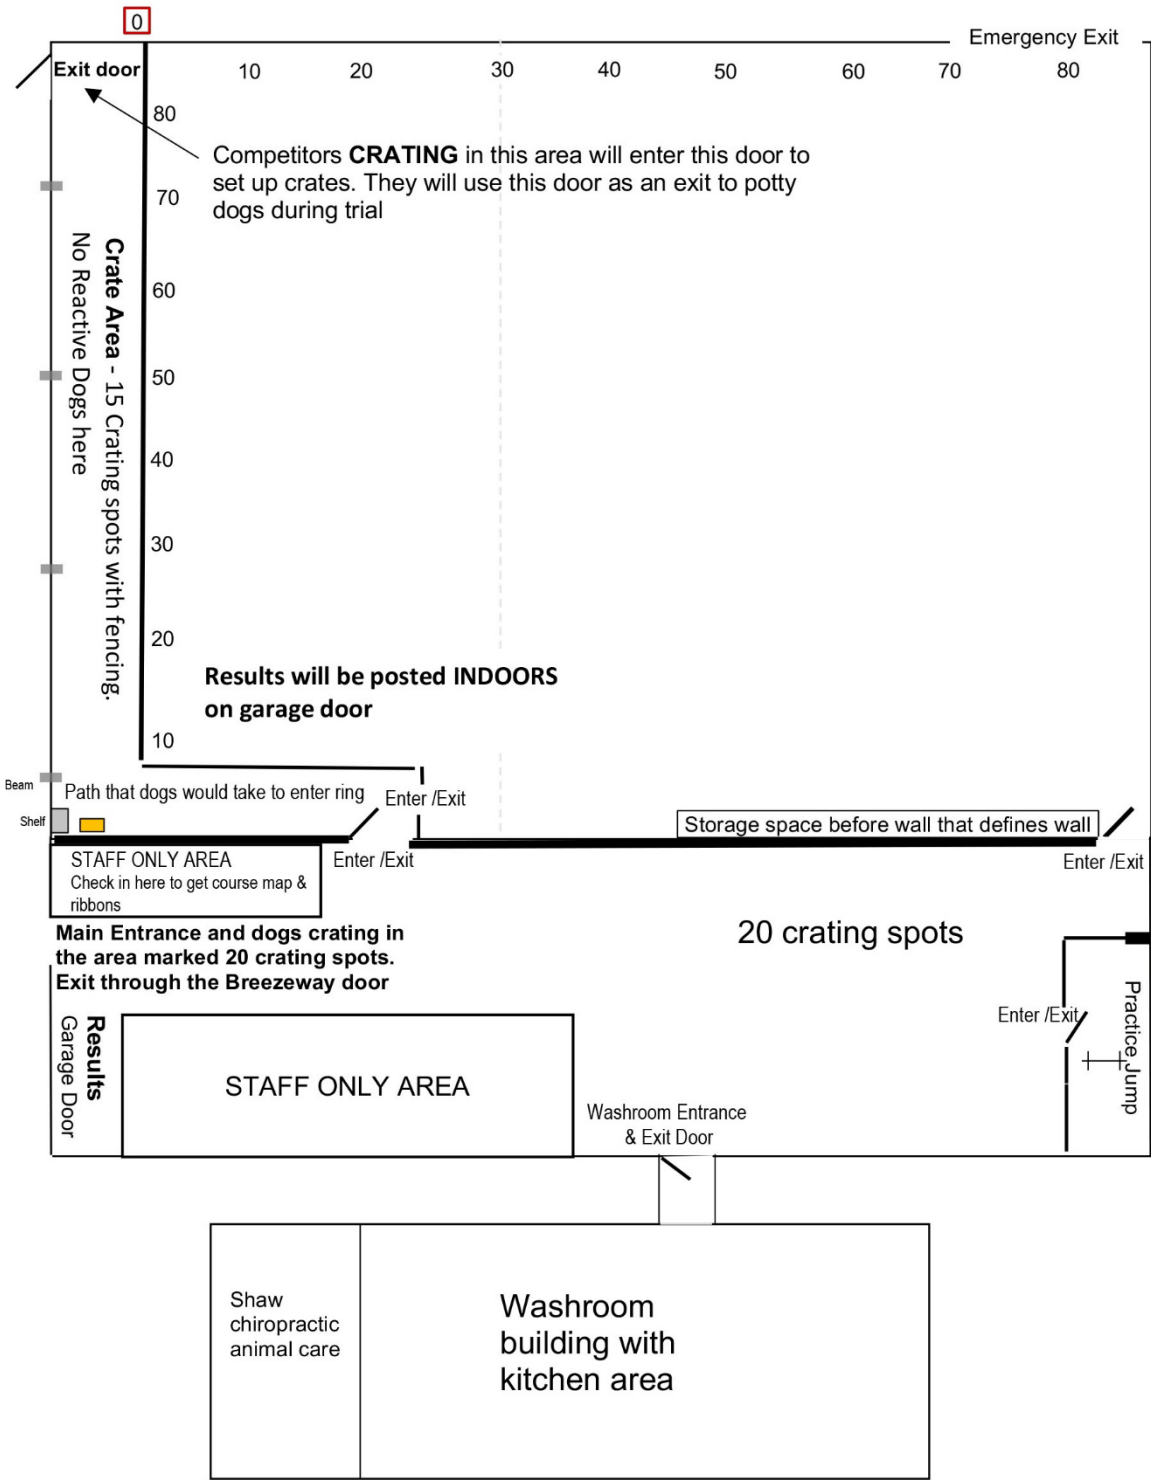 0
Emergency Exit
Exit door
10 20 30 40 50 60 70 80
80
Competitors CRATING in this area will enter this door to
set up crates. They will use this door as an exit to potty
dogs during trial
70
60
50
40
30
20
10
Crate Area - 15 Crating spots with fencing.
No Reactive Dogs here
Results will be posted INDOORS
on garage door
Beam
Path that dogs would take to enter ring
Enter /Exit
Shelf
Storage space before wall that defines wall
STAFF ONLY AREA
Check in here to get course map &
ribbons
Enter /Exit
Enter /Exit
Main Entrance and dogs crating in
the area marked 20 crating spots.
Exit through the Breezeway door
20 crating spots
Results
Garage Door
STAFF ONLY AREA
Enter /Exit
Practice Jump
Washroom Entrance
& Exit Door
Shaw
chiropractic
animal care
Washroom
building with
kitchen area